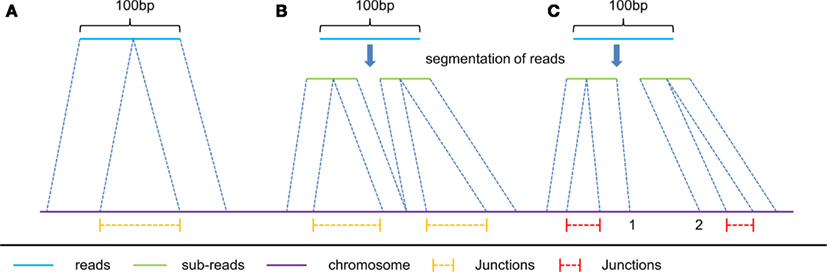 A 100bp B 100bp C 100bp
segmentation of reads
1 2
reads sub-reads chromosome Junctions Junctions